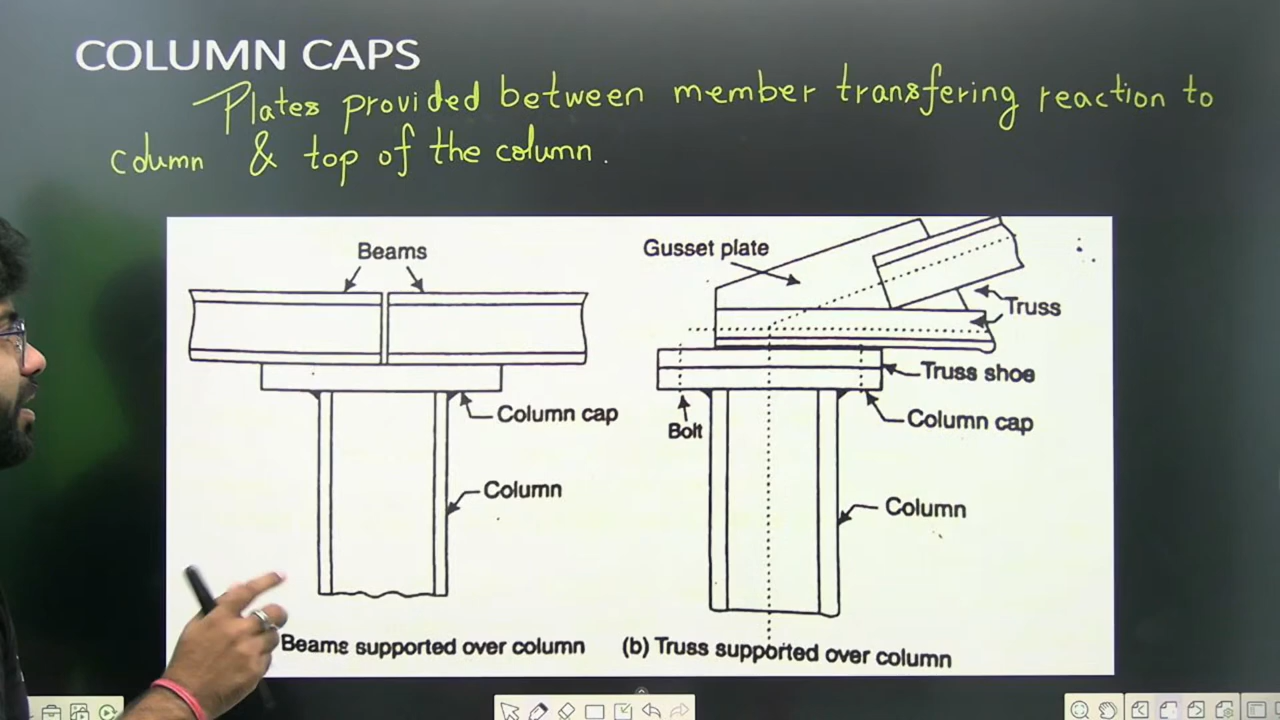 COLUMN CAPS
Plates provided between member transfering reaction to
column & top of the column.
Beams
Column cap
Column
Beams supported over column
Gusset plate
Truss
Truss shoe
Column cap
Bolt
Column
(b) Truss supported over column